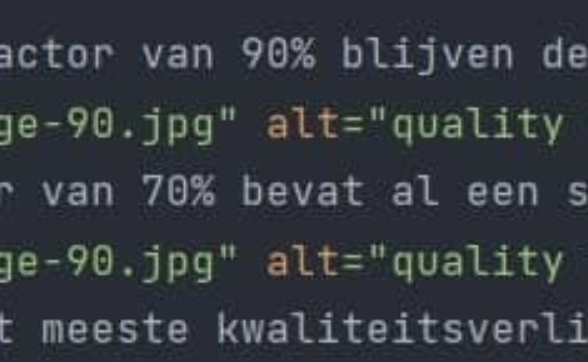 actor van 90% blijven de
ge-90.jpg" alt="quality
r van 70% bevat al een s
ge-90.jpg" alt="quality
t meeste kwaliteitsverli